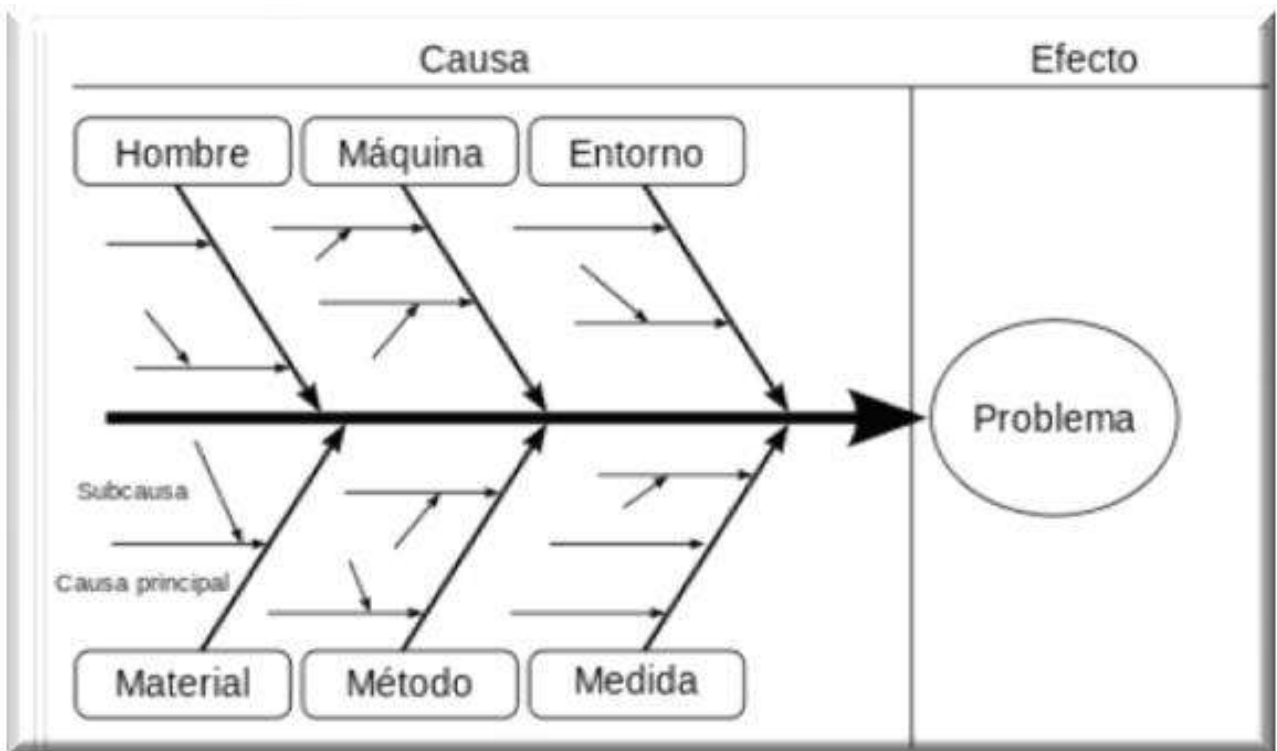 Causa
Efecto
Hombre
Máquina
Entorno
Problema
Subcausa
Causa principal
Material
Método
Medida